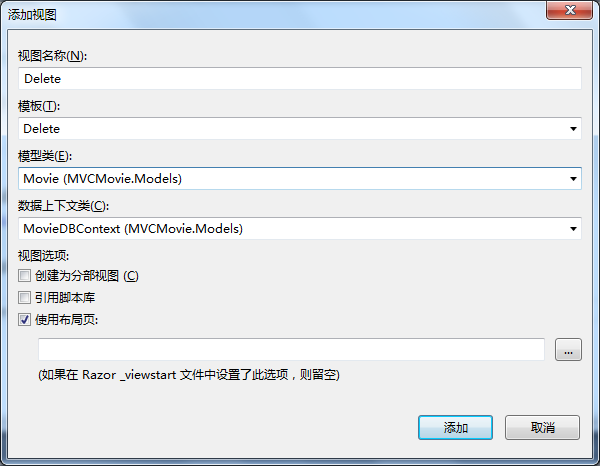 添加视图
视图名称(N):
Delete
模板(T):
Delete
模型类(E):
Movie (MVCMovie.Models)
数据上下文类(C):
MovieDBContext (MVCMovie.Models)
视图选项:
创建为分部视图 (C)
引用脚本库
使用布局页:
...
(如果在 Razor _viewstart 文件中设置了此选项，则留空)
添加 取消